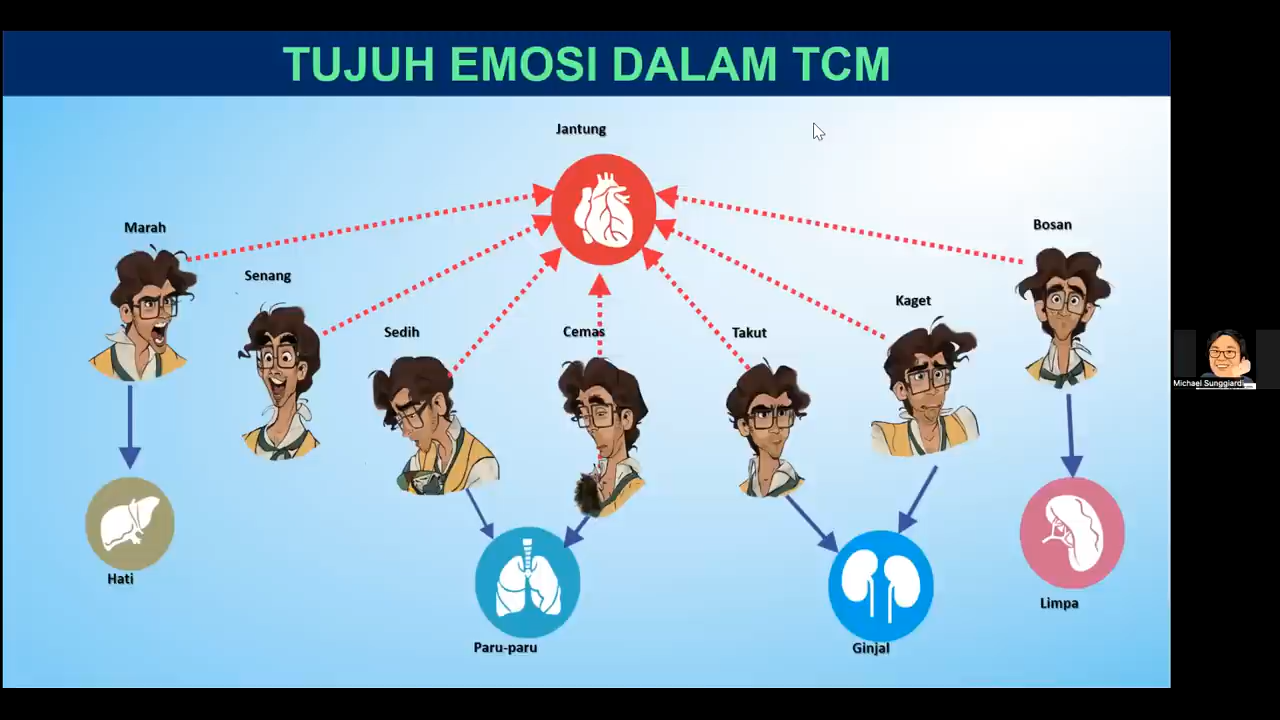 TUJUH EMOSI DALAM TCM
Jantung
Marah
Senang
Sedih
Cemas
Takut
Kaget
Bosan
Hati
Paru-paru
Ginjal
Limpa
Michael Sunggiardi